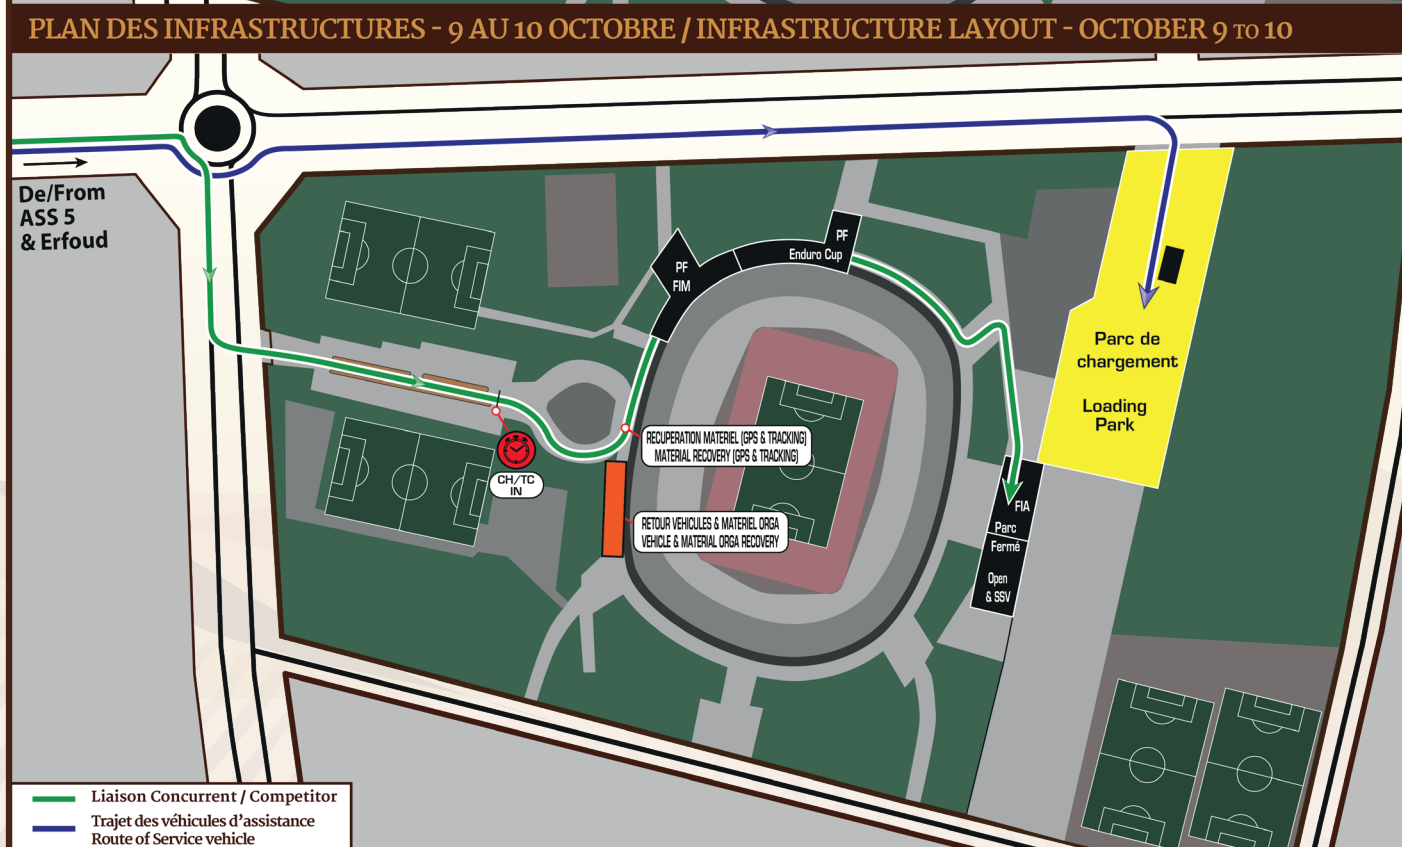 PLAN DES INFRASTRUCTURES - 9 AU 10 OCTOBRE / INFRASTRUCTURE LAYOUT - OCTOBER 9 TO 10
De/From
ASS 5
& Erfoud
PF
FIM
PF
Enduro Cup
Parc de
chargement
Loading
Park
RECUPERATION MATERIEL (GPS & TRACKING)
MATERIAL RECOVERY (GPS & TRACKING)
CH/TC
IN
RETOUR VEHICULES & MATERIEL ORGA
VEHICLE & MATERIAL ORGA RECOVERY
FIA
Parc
Fermé
Open
& SSV
Liaison Concurrent / Competitor
Trajet des véhicules d'assistance
Route of Service vehicle